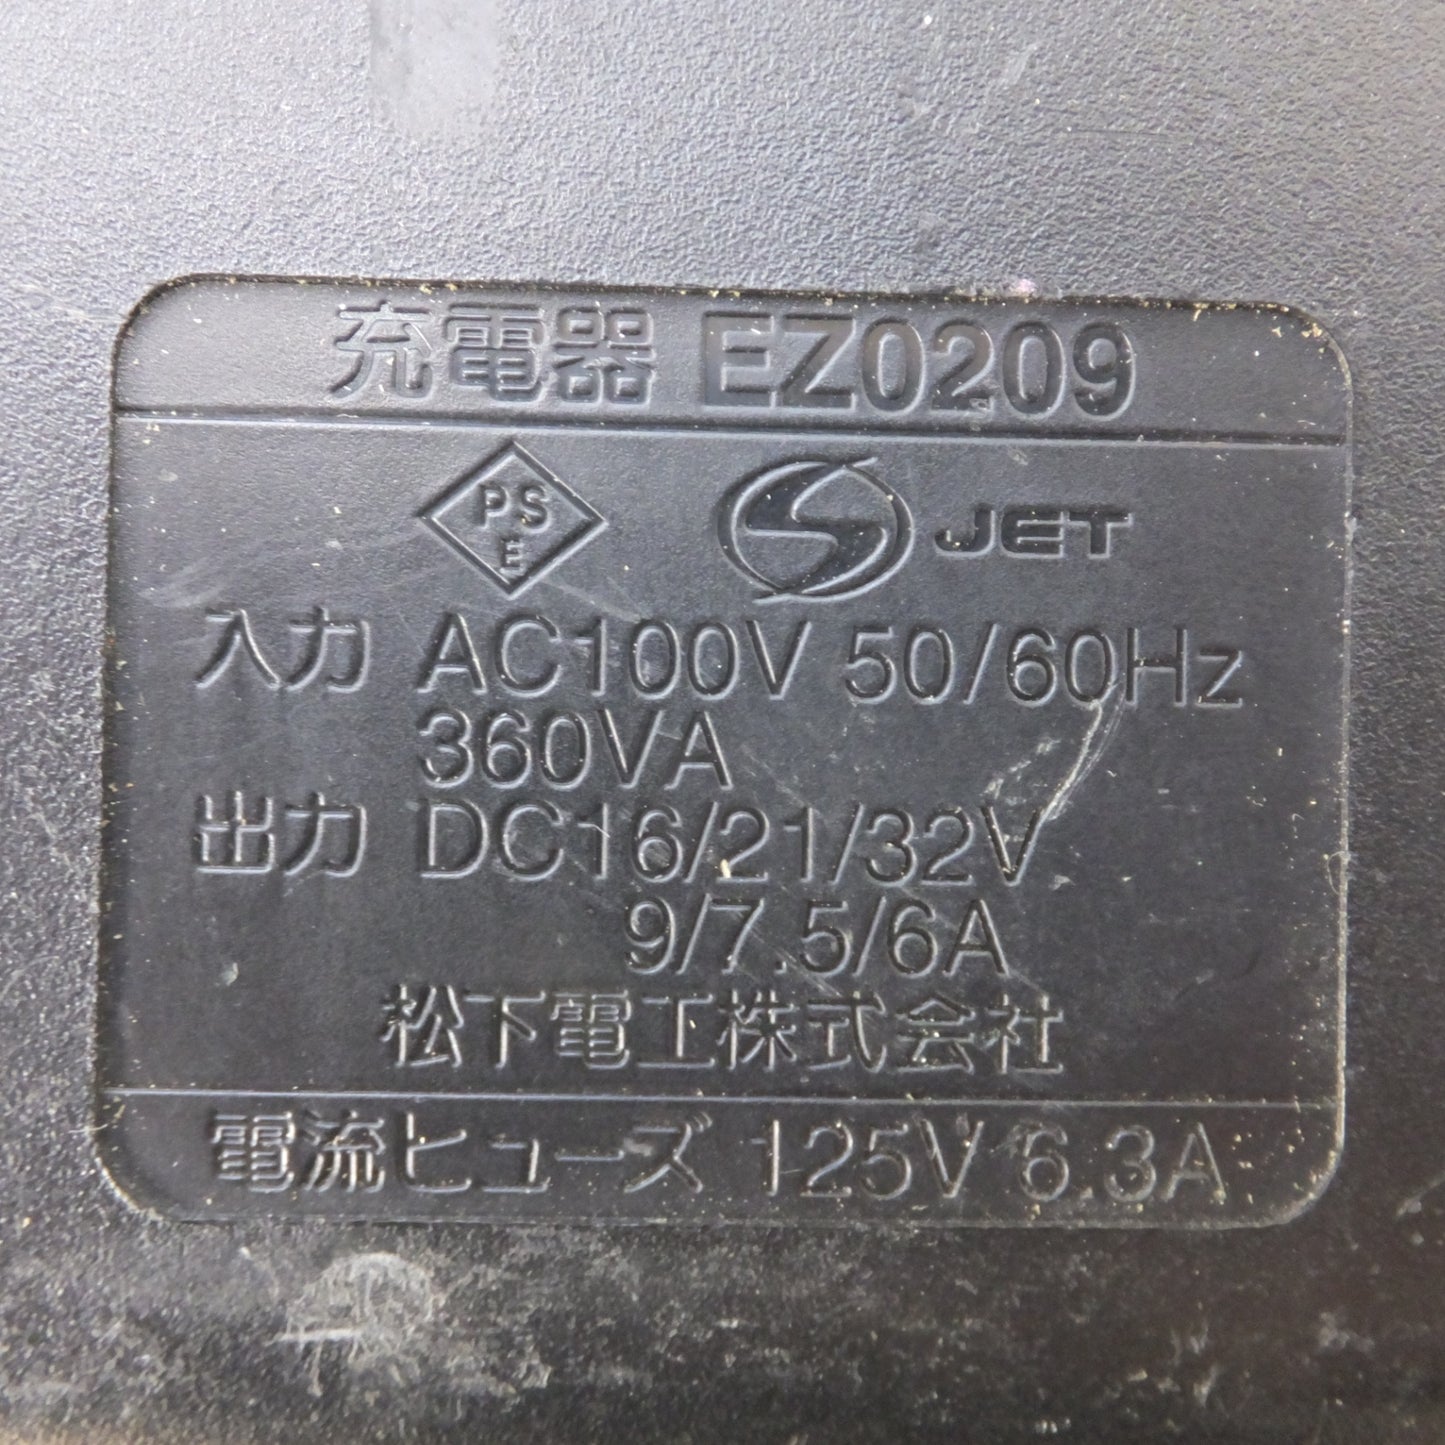 充電器 EZ0209
PS
E
S JET
入力 AC100V 50/60Hz
360VA
出力 DC16/21/32V
9/7.5/6A
松下電工株式会社
電流ヒューズ 125V 6.3A